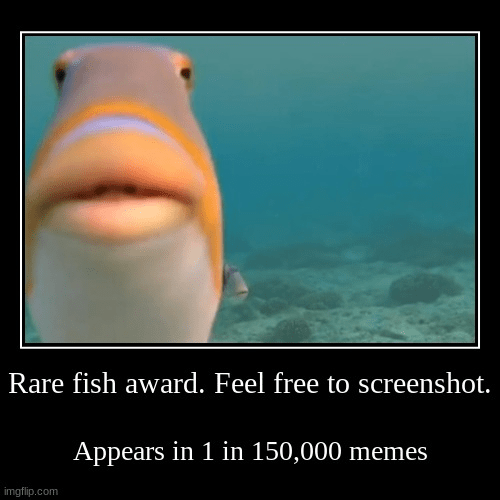 Rare fish award. Feel free to screenshot.
Appears in 1 in 150,000 memes
imgflip.com